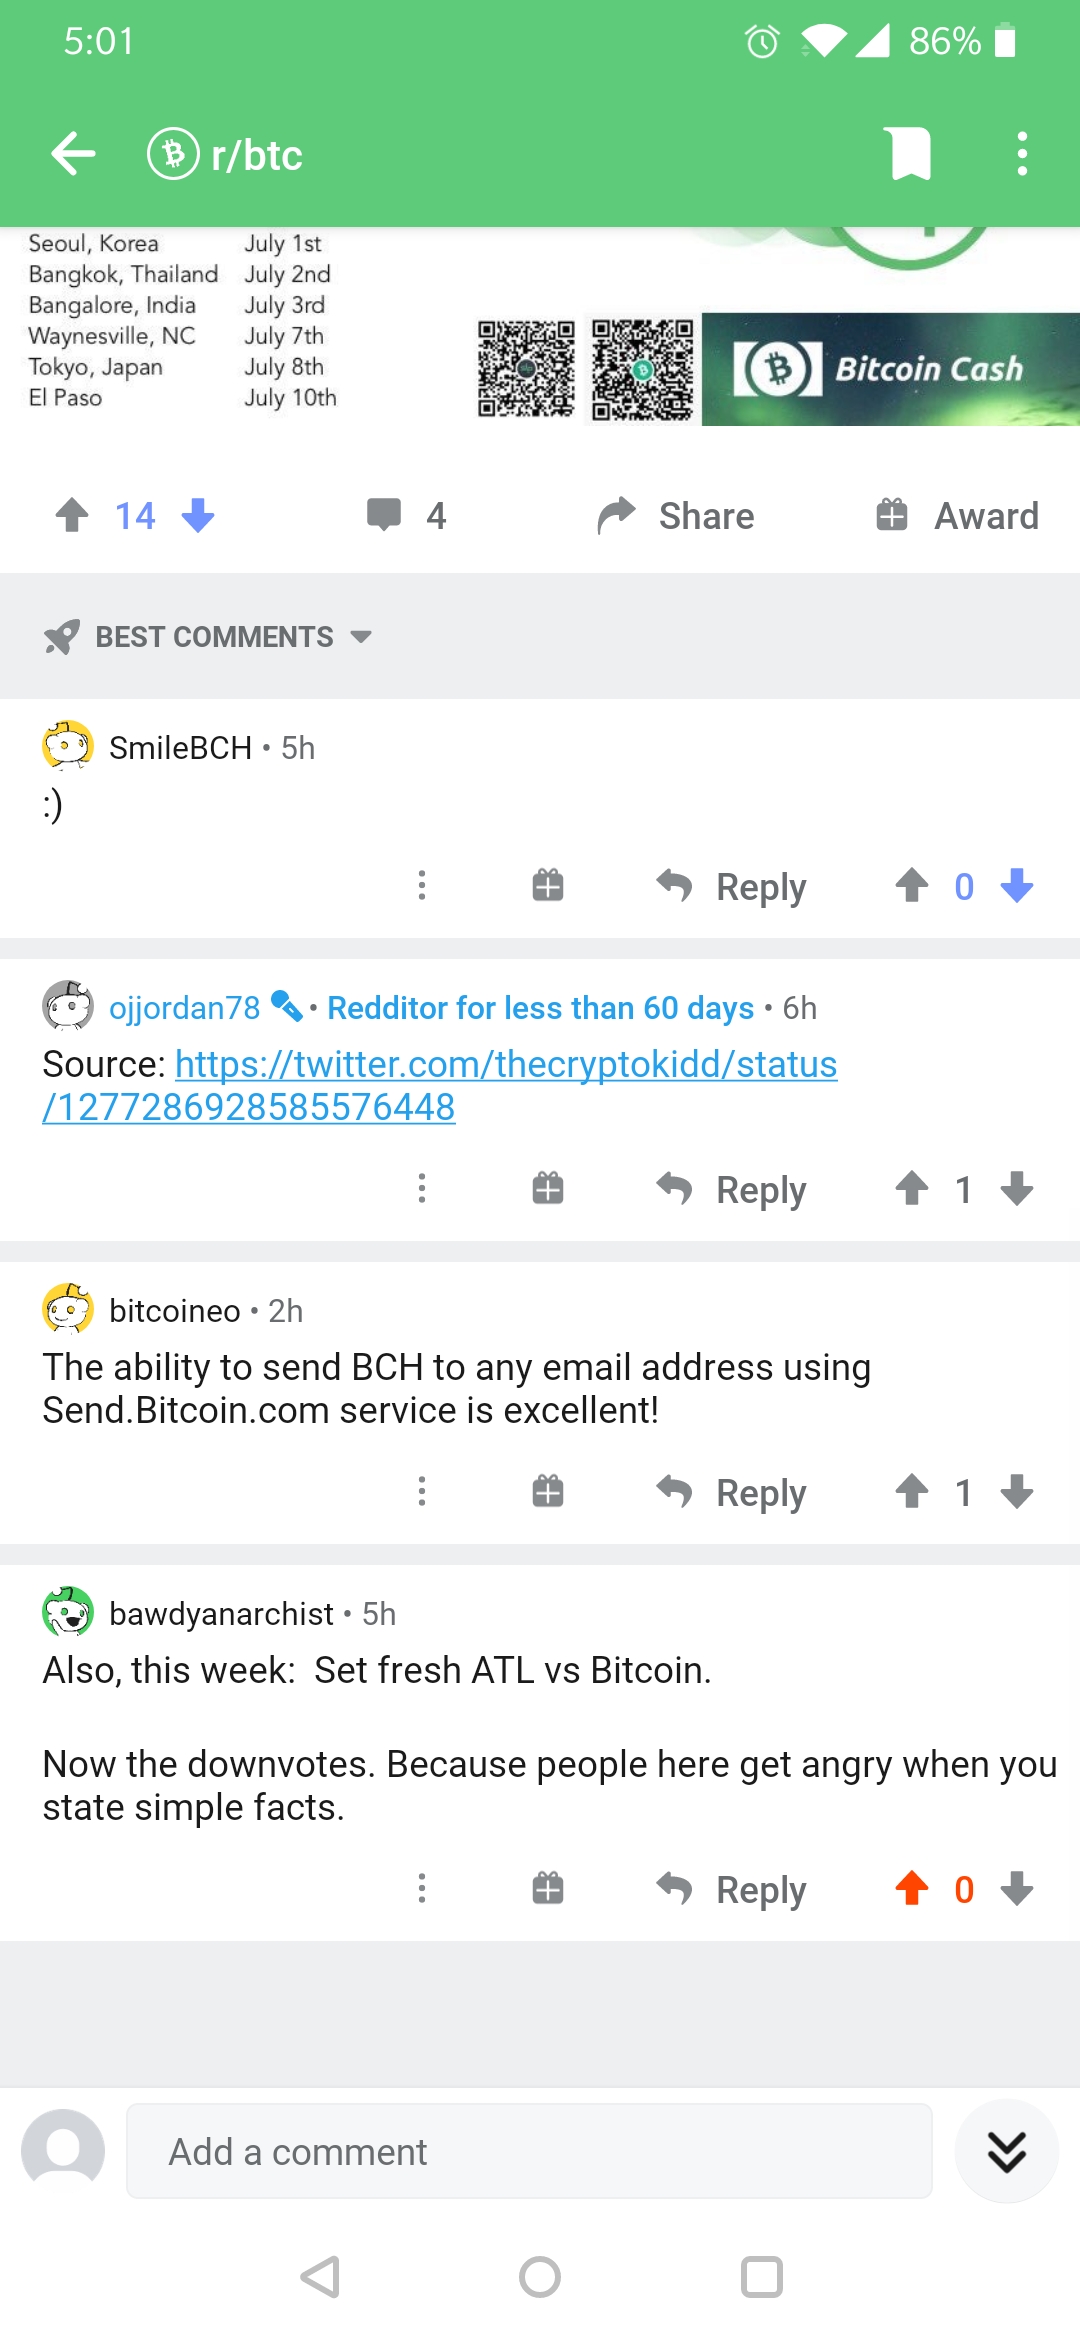 5:01
86%
r/btc
Seoul, Korea July 1st
Bangkok, Thailand July 2nd
Bangalore, India July 3rd
Waynesville, NC July 7th
Tokyo, Japan July 8th
El Paso July 10th
Bitcoin Cash
14
4
Share
Award
BEST COMMENTS
SmileBCH • 5h
:)
Reply
0
ojjordan78 • Redditor for less than 60 days • 6h
Source: https://twitter.com/thecryptokidd/status
/1277286928585576448
Reply
1
bitcoineo • 2h
The ability to send BCH to any email address using
Send.Bitcoin.com service is excellent!
Reply
1
bawdyanarchist • 5h
Also, this week:  Set fresh ATL vs Bitcoin.
Now the downvotes. Because people here get angry when you
state simple facts.
Reply
0
Add a comment